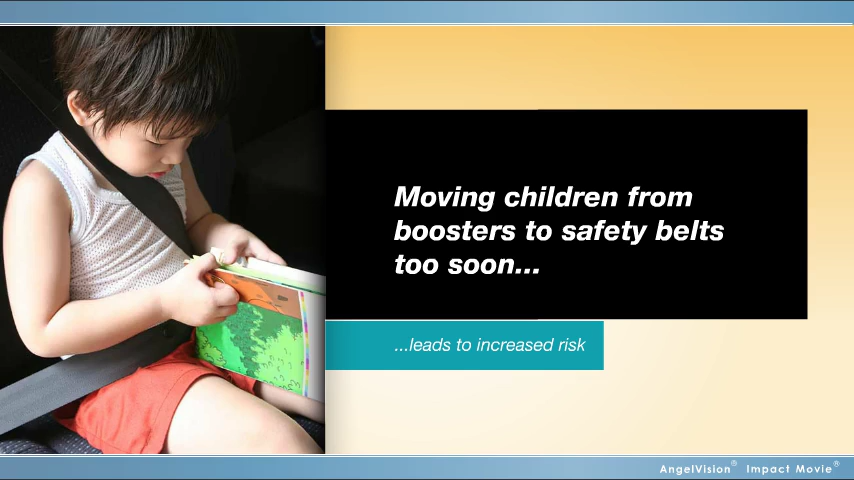 Moving children from
boosters to safety belts
too soon...
...leads to increased risk
AngelVision® Impact Movie®